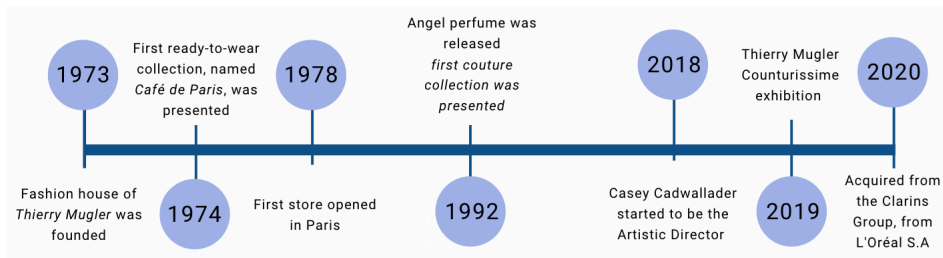 1973
Fashion house of
Thierry Mugler was
founded
First ready-to-wear
collection, named
Café de Paris, was
presented
1974
1978
First store opened
in Paris
Angel perfume was
released
first couture
collection was
presented
1992
2018
Casey Cadwallader
started to be the
Artistic Director
Thierry Mugler
Counturissime
exhibition
2019
2020
Acquired from
the Clarins
Group, from
L'Oréal S.A